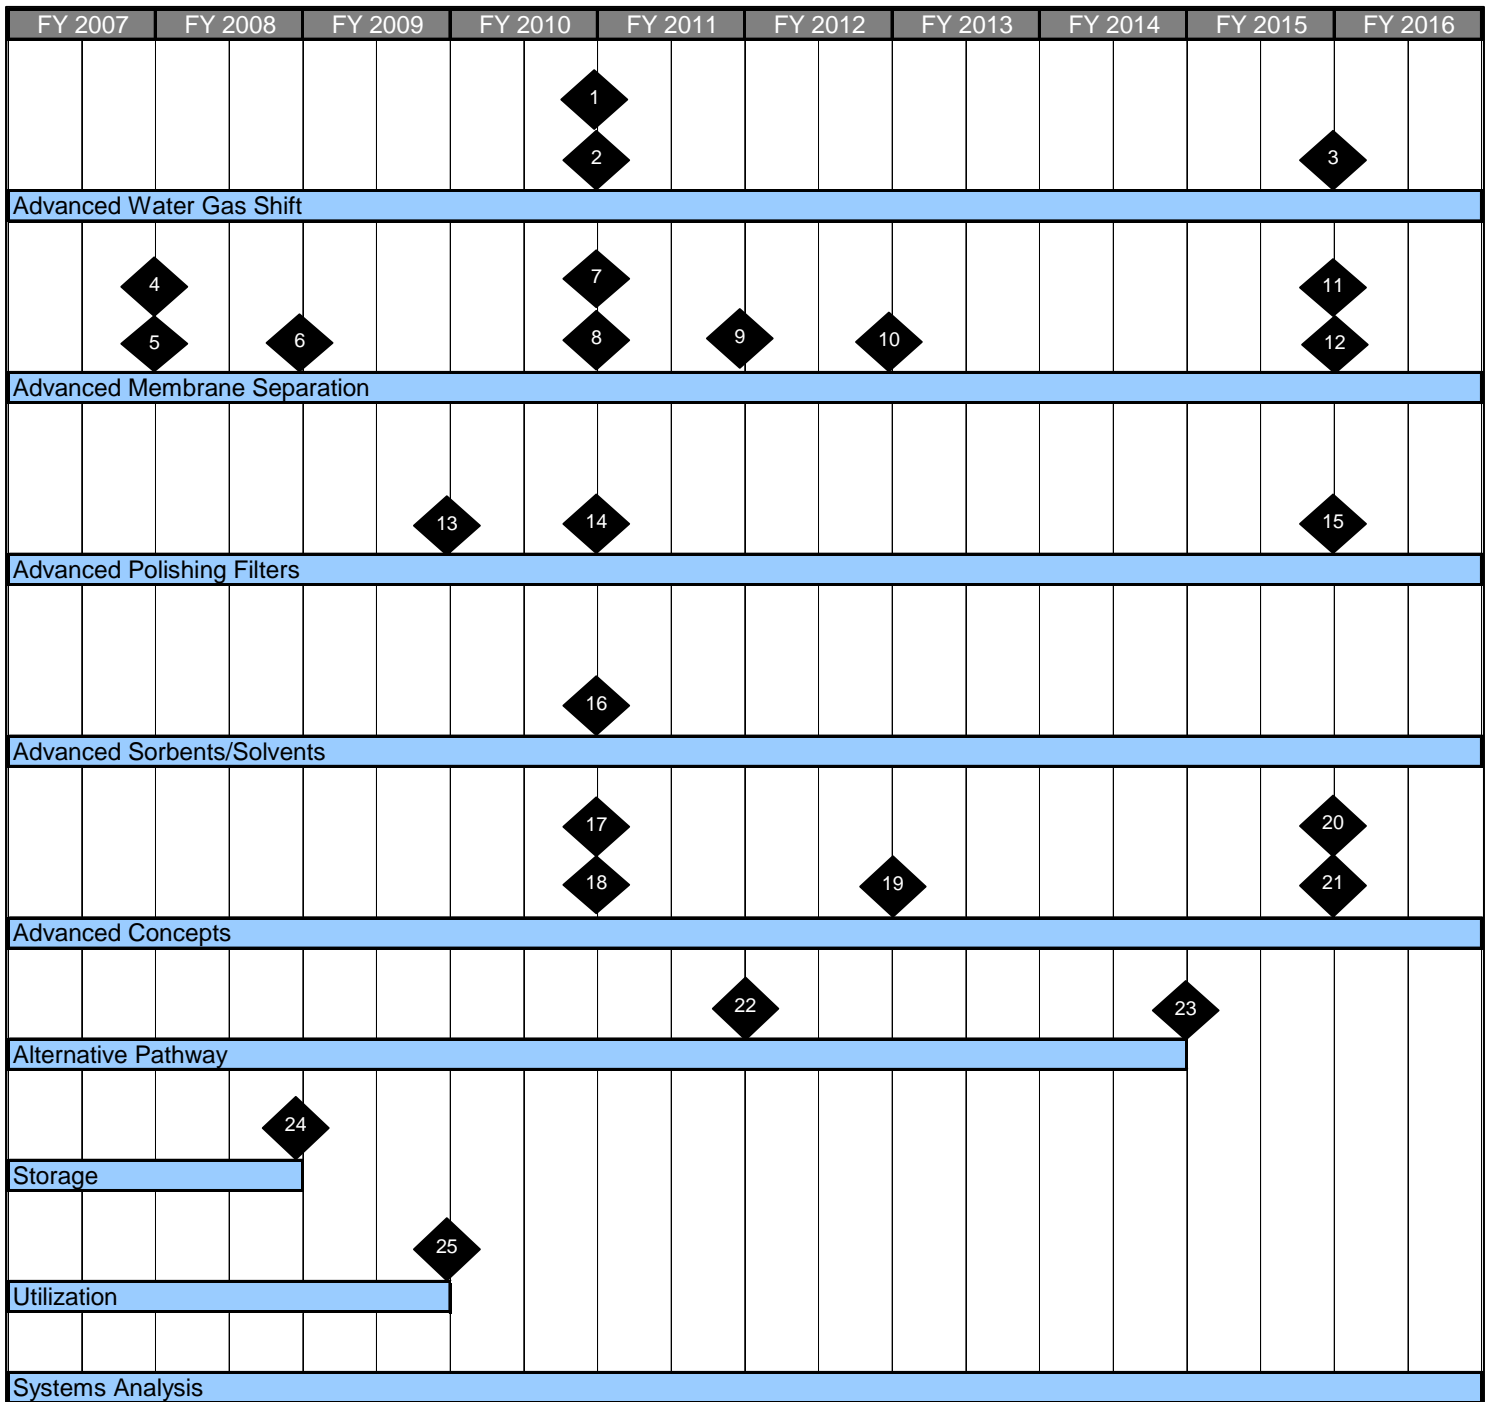 FY 2007 FY 2008 FY 2009 FY 2010 FY 2011 FY 2012 FY 2013 FY 2014 FY 2015 FY 2016
1
2 3
Advanced Water Gas Shift
4 7 11
5 6 8 9 10 12
Advanced Membrane Separation
13 14 15
Advanced Polishing Filters
16
Advanced Sorbents/Solvents
17 20
18 19 21
Advanced Concepts
22 23
Alternative Pathway
24
Storage
25
Utilization
Systems Analysis